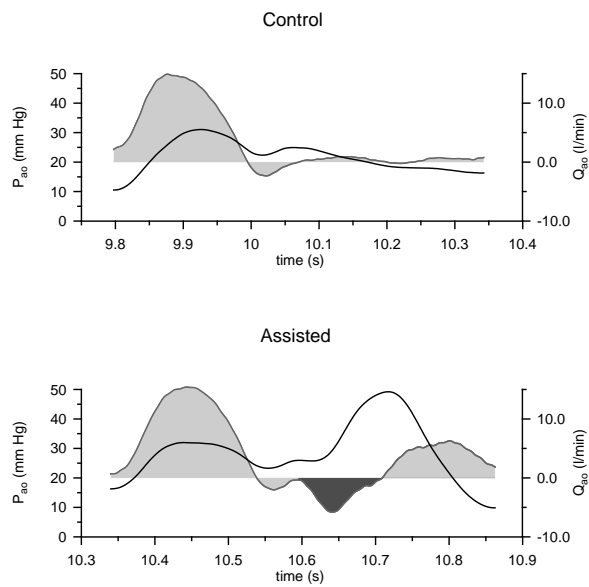 Control
50
40
30
20
10
0
P_ao (mm Hg)
10.0
0.0
-10.0
Q_ao (l/min)
9.8 9.9 10 10.1 10.2 10.3 10.4
time (s)
Assisted
50
40
30
20
10
0
P_ao (mm Hg)
10.0
0.0
-10.0
Q_ao (l/min)
10.3 10.4 10.5 10.6 10.7 10.8 10.9
time (s)